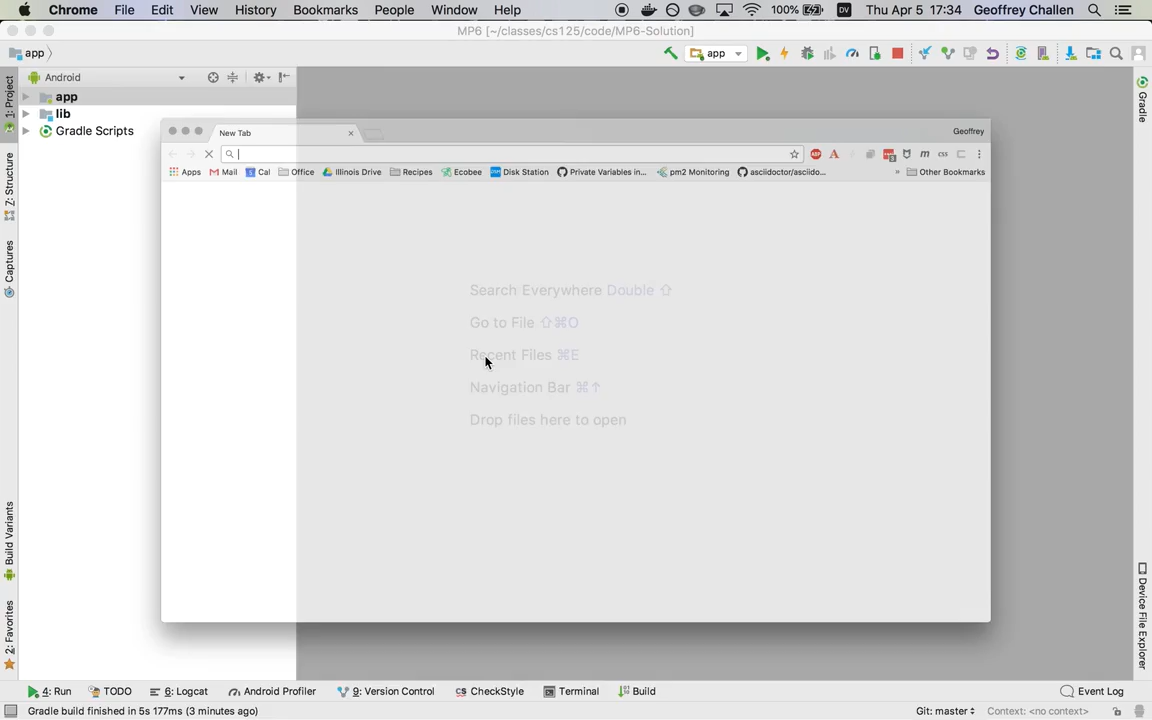 Chrome File Edit View History Bookmarks People Window Help 100% DV Thu Apr 5 17:34 Geoffrey Challen
MP6 [~/classes/cs125/code/MP6-Solution]
app app
1: Project
Android
app
lib
Gradle Scripts
Z: Structure
Captures
Build Variants
2: Favorites
Gradle
Device File Explorer
New Tab Geoffrey
Apps Mail Cal Office Illinois Drive Recipes Ecobee Disk Station Private Variables in... pm2 Monitoring asciidoctor/asciido... » Other Bookmarks
Search Everywhere Double ⇧
Go to File ⇧⌘O
Recent Files ⌘E
Navigation Bar ⌘↑
Drop files here to open
4: Run TODO 6: Logcat Android Profiler 9: Version Control CheckStyle Terminal Build Event Log
Gradle build finished in 5s 177ms (3 minutes ago) Git: master Context: <no context>